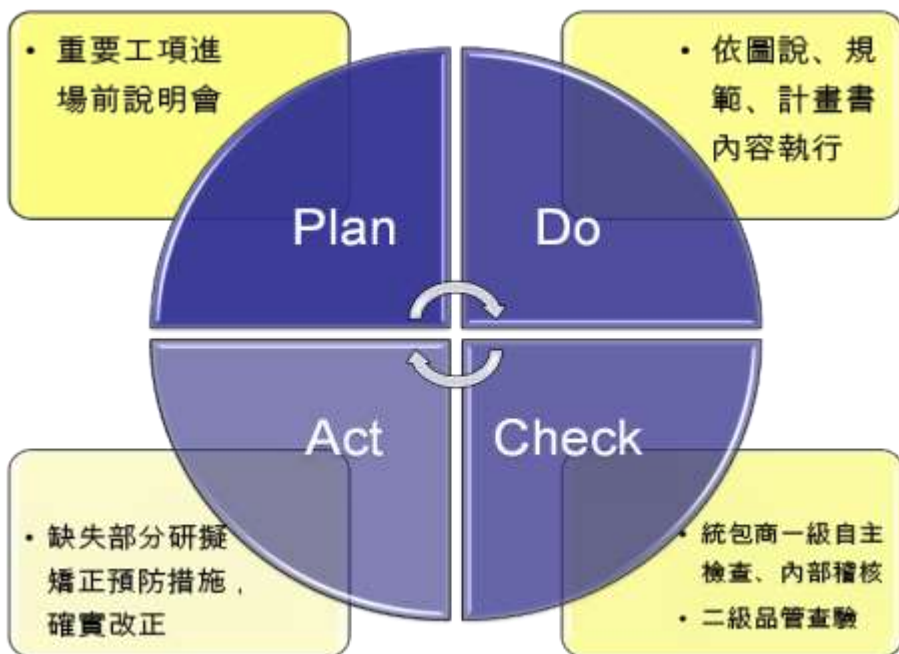 • 重要工項進
場前說明會
• 依圖說、規
範、計畫書
內容執行
Plan
Do
Act
Check
• 缺失部分研擬
矯正預防措施，
確實改正
• 統包商一級自主
檢查、內部稽核
• 二級品管查驗